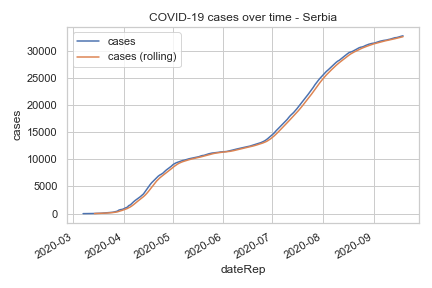 COVID-19 cases over time - Serbia
cases
cases (rolling)
30000
25000
20000
15000
10000
5000
0
cases
2020-03
2020-04
2020-05
2020-06
2020-07
2020-08
2020-09
dateRep